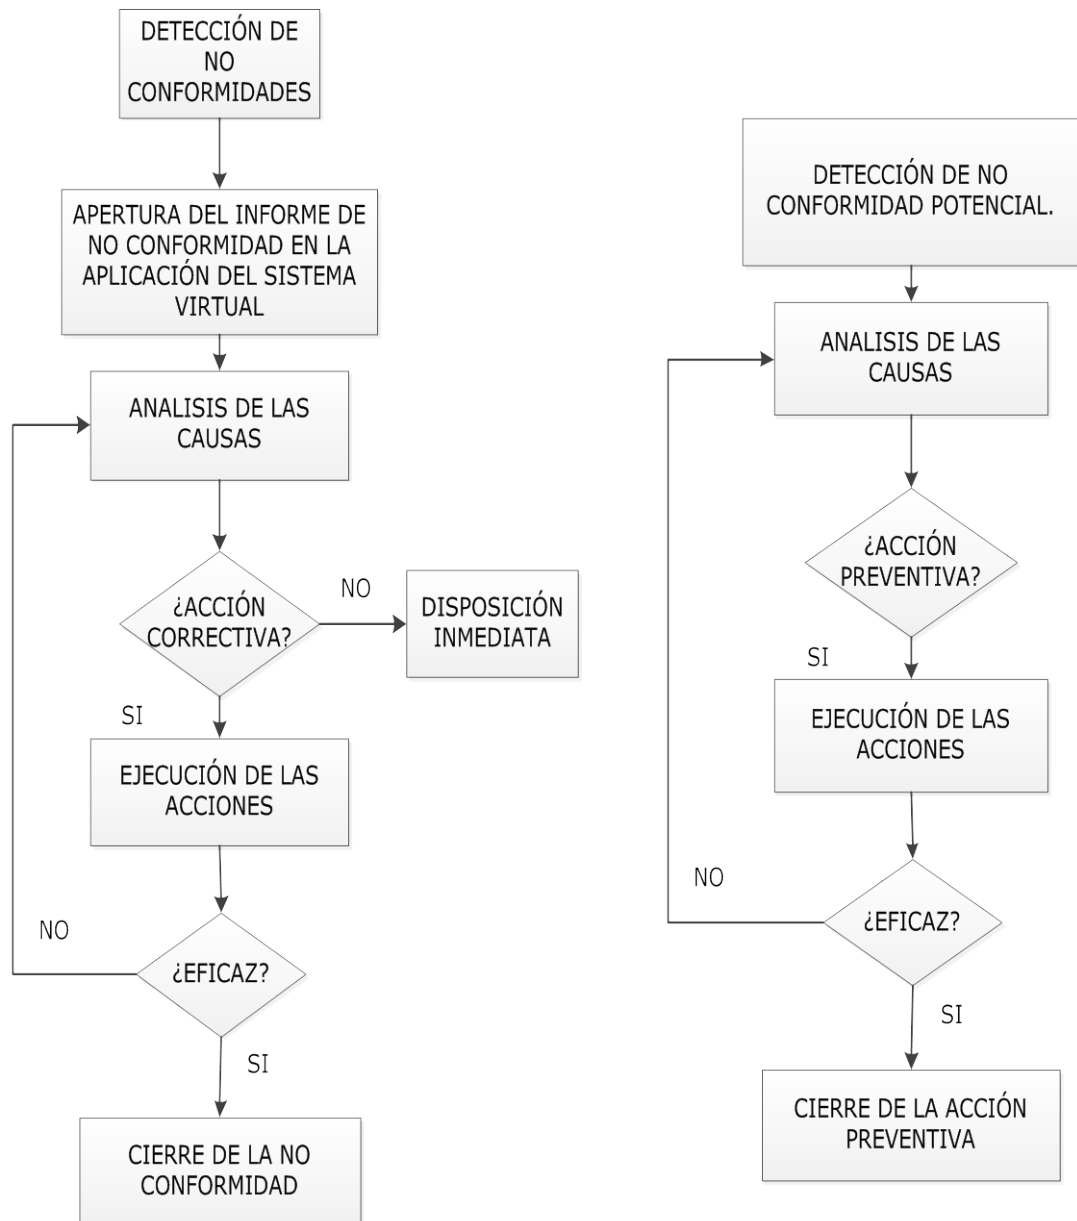 DETECCIÓN DE
NO
CONFORMIDADES
APERTURA DEL INFORME DE
NO CONFORMIDAD EN LA
APLICACIÓN DEL SISTEMA
VIRTUAL
ANALISIS DE LAS
CAUSAS
¿ACCIÓN
CORRECTIVA?
NO
DISPOSICIÓN
INMEDIATA
SI
EJECUCIÓN DE LAS
ACCIONES
NO
¿EFICAZ?
SI
CIERRE DE LA NO
CONFORMIDAD
DETECCIÓN DE NO
CONFORMIDAD POTENCIAL.
ANALISIS DE LAS
CAUSAS
¿ACCIÓN
PREVENTIVA?
SI
EJECUCIÓN DE LAS
ACCIONES
NO
¿EFICAZ?
SI
CIERRE DE LA ACCIÓN
PREVENTIVA